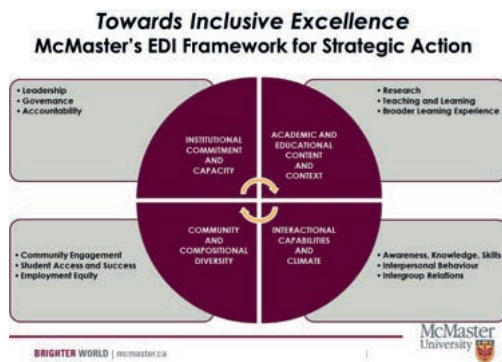 Towards Inclusive Excellence
McMaster's EDI Framework for Strategic Action
• Leadership
• Governance
• Accountability
INSTITUTIONAL
COMMITMENT
AND
CAPACITY
ACADEMIC AND
EDUCATIONAL
CONTENT
AND
CONTEXT
• Research
• Teaching and Learning
• Broader Learning Experience
• Community Engagement
• Student Access and Success
• Employment Equity
COMMUNITY
AND
COMPOSITIONAL
DIVERSITY
INTERACTIONAL
CAPABILITIES
AND
CLIMATE
• Awareness, Knowledge, Skills
• Interpersonal Behaviour
• Intergroup Relations
BRIGHTER WORLD | mcmaster.ca
McMaster
University